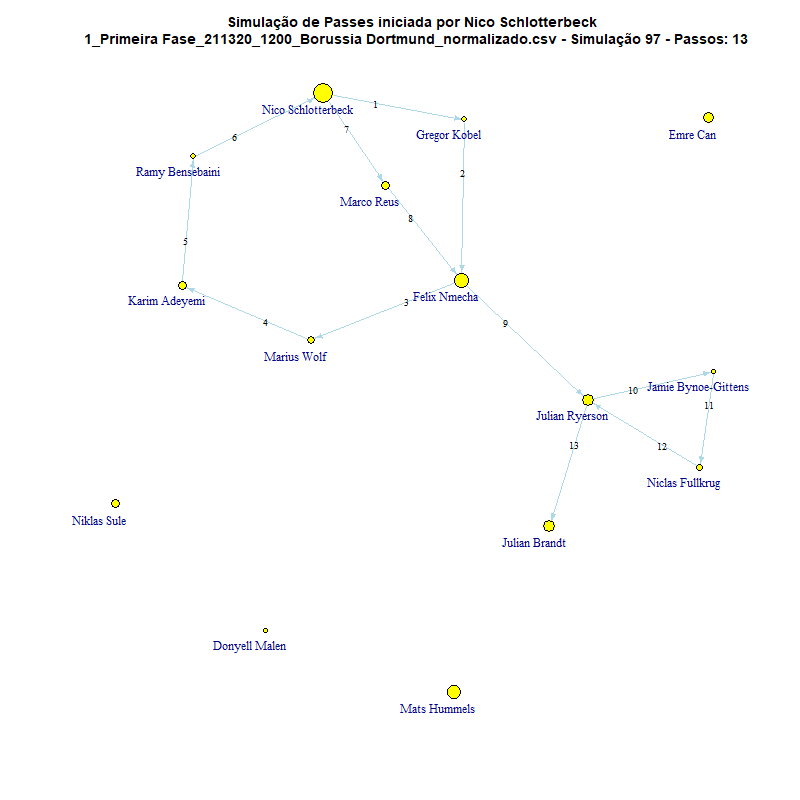 Simulação de Passes iniciada por Nico Schlotterbeck
1_Primeira Fase_211320_1200_Borussia Dortmund_normalizado.csv - Simulação 97 - Passos: 13
Nico Schlotterbeck
1
Gregor Kobel
Emre Can
6
7
Ramy Bensebaini
2
Marco Reus
8
5
Karim Adeyemi
Felix Nmecha
3
4
9
Marius Wolf
10
Jamie Bynoe-Gittens
11
Julian Ryerson
13
12
Niclas Fullkrug
Niklas Sule
Julian Brandt
Donyell Malen
Mats Hummels